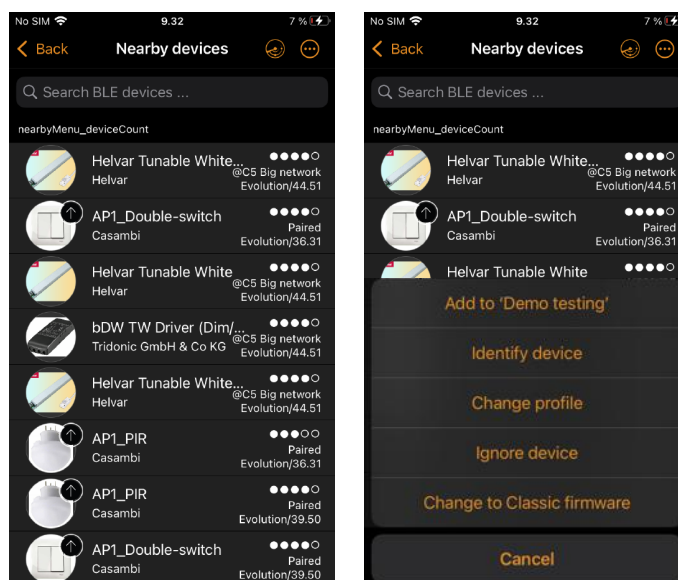 No SIM 9.32 7 %
Back Nearby devices
Search BLE devices ...
nearbyMenu_deviceCount
Helvar Tunable White...
Helvar @C5 Big network
Evolution/44.51
AP1_Double-switch
Casambi Paired
Evolution/36.31
Helvar Tunable White
Helvar @C5 Big network
Evolution/44.51
bDW TW Driver (Dim/...
Tridonic GmbH & Co KG @C5 Big network
Evolution/44.51
Helvar Tunable White...
Helvar @C5 Big network
Evolution/44.51
AP1_PIR
Casambi Paired
Evolution/36.31
AP1_PIR
Casambi Paired
Evolution/39.50
AP1_Double-switch
Casambi Paired
Evolution/39.50
No SIM 9.32 7 %
Back Nearby devices
Search BLE devices ...
nearbyMenu_deviceCount
Helvar Tunable White...
Helvar @C5 Big network
Evolution/44.51
AP1_Double-switch
Casambi Paired
Evolution/36.31
Helvar Tunable White
Add to ‘Demo testing’
Identify device
Change profile
Ignore device
Change to Classic firmware
Cancel